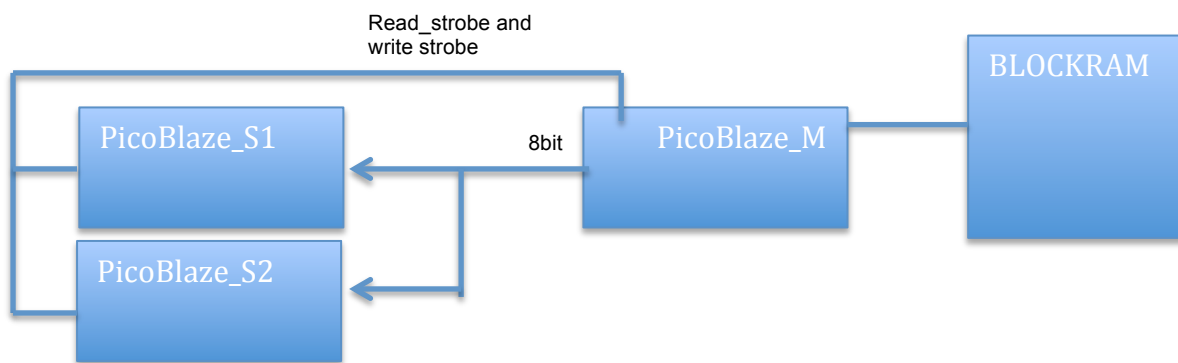 Read_strobe and
write strobe
BLOCKRAM
PicoBlaze_S1
8bit
PicoBlaze_M
PicoBlaze_S2